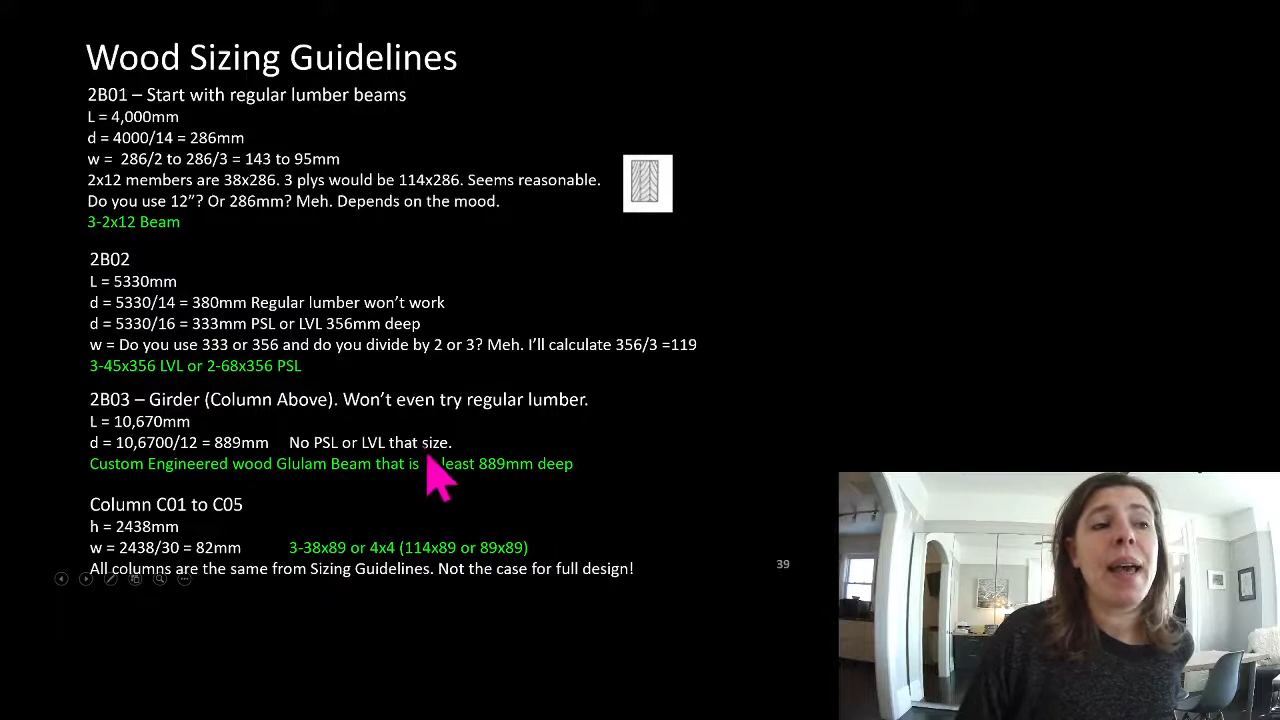 Wood Sizing Guidelines
2B01 – Start with regular lumber beams
L = 4,000mm
d = 4000/14 = 286mm
w =  286/2 to 286/3 = 143 to 95mm
2x12 members are 38x286. 3 plys would be 114x286. Seems reasonable.
Do you use 12”? Or 286mm? Meh. Depends on the mood.
3-2x12 Beam
2B02
L = 5330mm
d = 5330/14 = 380mm Regular lumber won’t work
d = 5330/16 = 333mm PSL or LVL 356mm deep
w = Do you use 333 or 356 and do you divide by 2 or 3? Meh. I’ll calculate 356/3 =119
3-45x356 LVL or 2-68x356 PSL
2B03 – Girder (Column Above). Won’t even try regular lumber.
L = 10,670mm
d = 10,6700/12 = 889mm No PSL or LVL that size.
Custom Engineered wood Glulam Beam that is least 889mm deep
Column C01 to C05
h = 2438mm
w = 2438/30 = 82mm 3-38x89 or 4x4 (114x89 or 89x89)
All columns are the same from Sizing Guidelines. Not the case for full design!
39